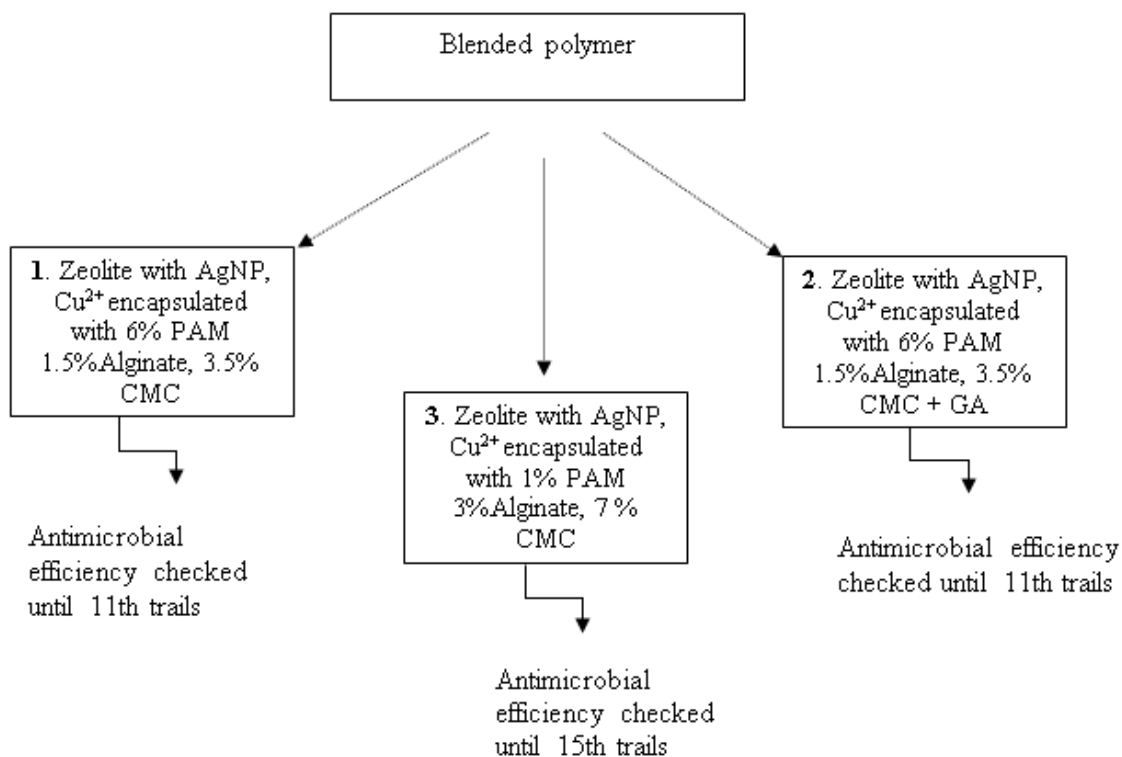 Blended polymer
1. Zeolite with AgNP,
Cu²⁺ encapsulated
with 6% PAM
1.5%Alginate, 3.5%
CMC
Antimicrobial
efficiency checked
until 11th trails
3. Zeolite with AgNP,
Cu²⁺ encapsulated
with 1% PAM
3%Alginate, 7 %
CMC
Antimicrobial
efficiency checked
until 15th trails
2. Zeolite with AgNP,
Cu²⁺ encapsulated
with 6% PAM
1.5%Alginate, 3.5%
CMC + GA
Antimicrobial efficiency
checked until 11th trails